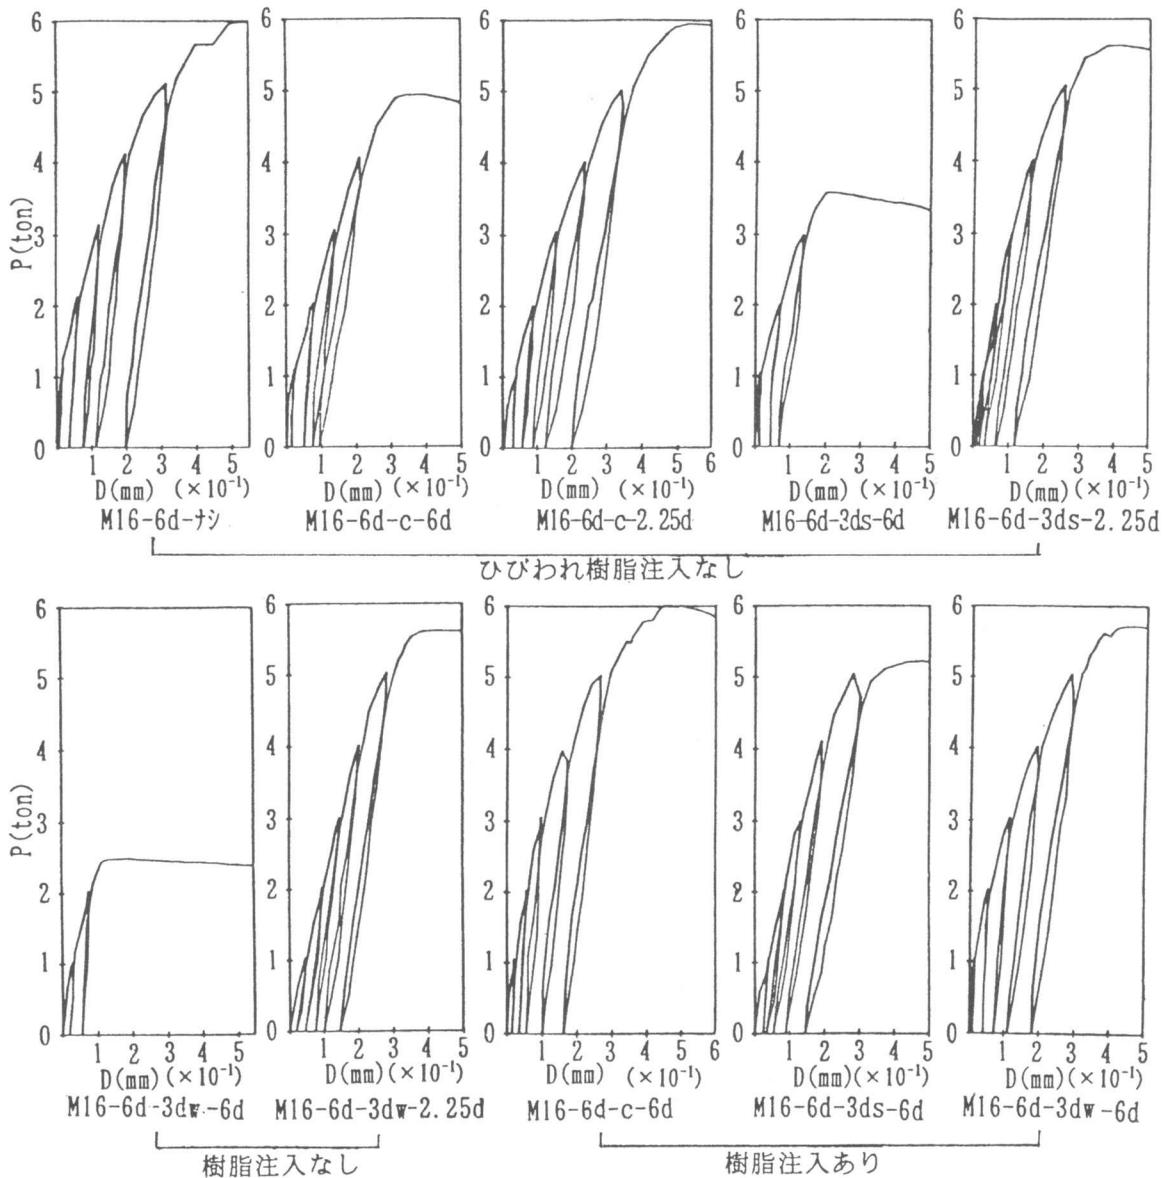 6 6 6 6 6
5 5 5 5 5
4 4 4 4 4
P(ton)
3 3 3 3 3
2 2 2 2 2
1 1 1 1 1
0 0 0 0 0
1 2 3 4 5 1 2 3 4 5 1 2 3 4 5 6 1 2 3 4 5 1 2 3 4 5
D(mm) (×10⁻¹) D(mm) (×10⁻¹) D(mm) (×10⁻¹) D(mm) (×10⁻¹) D(mm) (×10⁻¹)
M16-6d-ナシ M16-6d-c-6d M16-6d-c-2.25d M16-6d-3ds-6d M16-6d-3ds-2.25d
ひびわれ樹脂注入なし
6 6 6 6 6
5 5 5 5 5
4 4 4 4 4
P(ton)
3 3 3 3 3
2 2 2 2 2
1 1 1 1 1
0 0 0 0 0
1 2 3 4 5 1 2 3 4 5 1 2 3 4 5 6 1 2 3 4 5 1 2 3 4 5
D(mm)(×10⁻¹) D(mm)(×10⁻¹) D(mm) (×10⁻¹) D(mm)(×10⁻¹) D(mm)(×10⁻¹)
M16-6d-3dw-6d M16-6d-3dw-2.25d M16-6d-c-6d M16-6d-3ds-6d M16-6d-3dw-6d
樹脂注入なし 樹脂注入あり